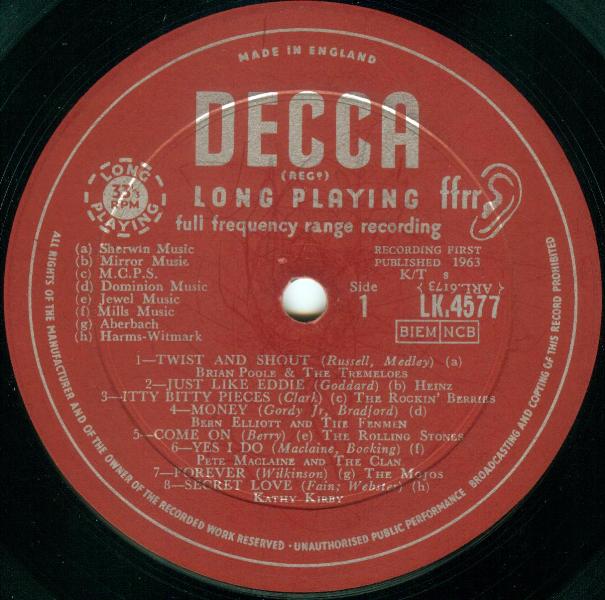 MADE IN ENGLAND
DECCA
(REGD)
LONG PLAYING
33⅓
RPM
LONG PLAYING ffrr
full frequency range recording
(a) Sherwin Music
(b) Mirror Music
(c) M.C.P.S.
(d) Dominion Music
(e) Jewel Music
(f) Mills Music
(g) Aberbach
(h) Harms-Witmark
RECORDING FIRST
PUBLISHED 1963
K/T s
Side
1
{ ARL.6173 }
LK.4577
BIEM NCB
1—TWIST AND SHOUT (Russell, Medley) (a)
BRIAN POOLE & THE TREMELOES
2—JUST LIKE EDDIE (Goddard) (b) HEINZ
3—ITTY BITTY PIECES (Clark) (c) THE ROCKIN' BERRIES
4—MONEY (Gordy Jr, Bradford) (d)
BERN ELLIOTT AND THE FENMEN
5—COME ON (Berry) (e) THE ROLLING STONES
6—YES I DO (Maclaine, Bocking) (f)
PETE MACLAINE AND THE CLAN
7—FOREVER (Wilkinson) (g) THE MOJOS
8—SECRET LOVE (Fain; Webster) (h)
KATHY KIRBY
ALL RIGHTS OF THE MANUFACTURER AND OF THE OWNER OF THE RECORDED WORK RESERVED · UNAUTHORISED PUBLIC PERFORMANCE BROADCASTING AND COPYING OF THIS RECORD PROHIBITED